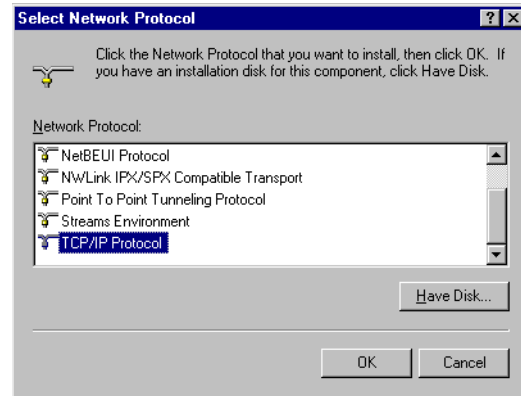 Select Network Protocol
Click the Network Protocol that you want to install, then click OK. If
you have an installation disk for this component, click Have Disk.
Network Protocol:
NetBEUI Protocol
NWLink IPX/SPX Compatible Transport
Point To Point Tunneling Protocol
Streams Environment
TCP/IP Protocol
Have Disk...
OK
Cancel